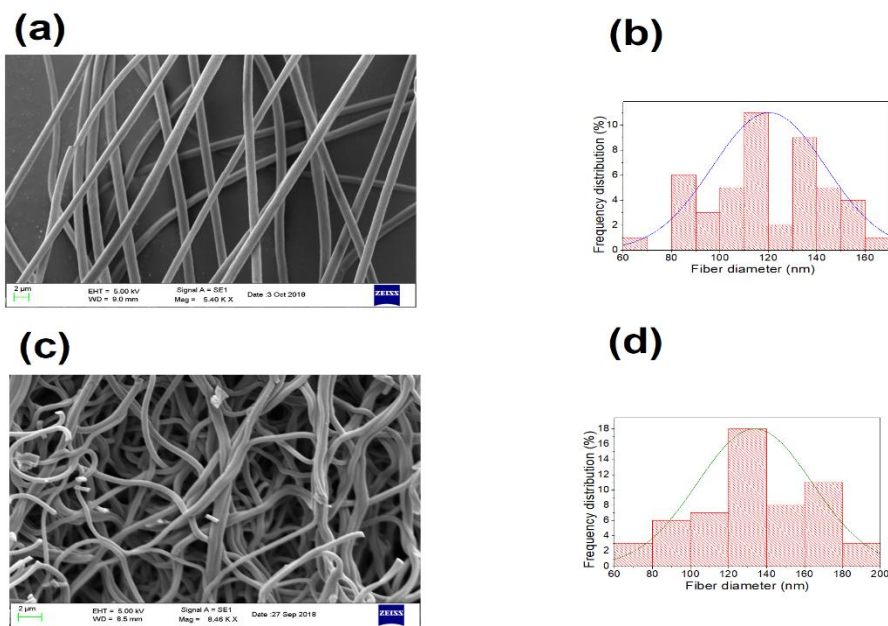 (a)
(b)
2 µm
EHT = 5.00 kV
WD = 9.0 mm
Signal A = SE1
Mag = 5.40 K X
Date :3 Oct 2018
ZEISS
Frequency distribution (%)
10
8
6
4
2
0
60 80 100 120 140 160
Fiber diameter (nm)
(c)
(d)
2 µm
EHT = 5.00 kV
WD = 8.5 mm
Signal A = SE1
Mag = 8.46 K X
Date :27 Sep 2018
ZEISS
Frequency distribution (%)
18
16
14
12
10
8
6
4
2
0
60 80 100 120 140 160 180 200
Fiber diameter (nm)